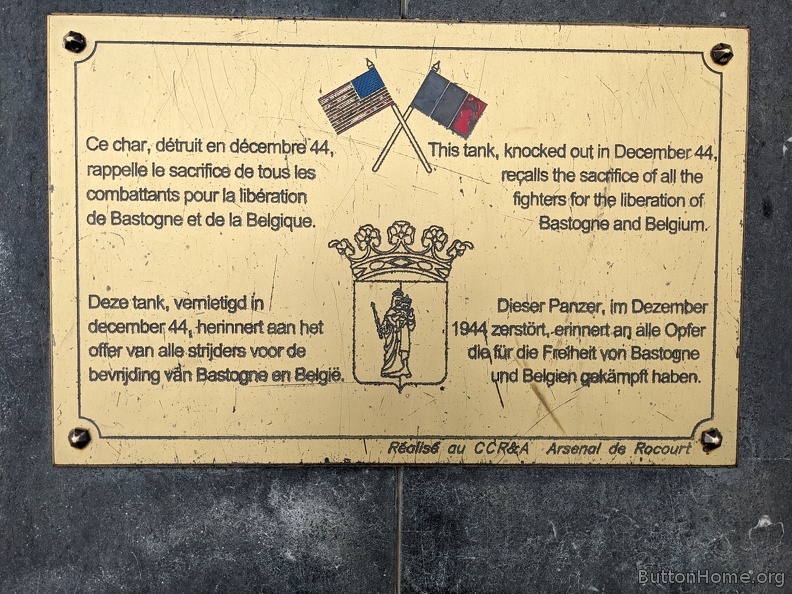 Ce char, détruit en décembre 44,
rappelle le sacrifice de tous les
combattants pour la libération
de Bastogne et de la Belgique.
This tank, knocked out in December 44,
recalls the sacrifice of all the
fighters for the liberation of
Bastogne and Belgium.
Deze tank, vernietigd in
december 44, herinnert aan het
offer van alle strijders voor de
bevrijding van Bastogne en België.
Dieser Panzer, im Dezember
1944 zerstört, erinnert an alle Opfer
die für die Freiheit von Bastogne
und Belgien gekämpft haben.
Réalisé au CCR&A Arsenal de Rocourt
ButtonHome.org